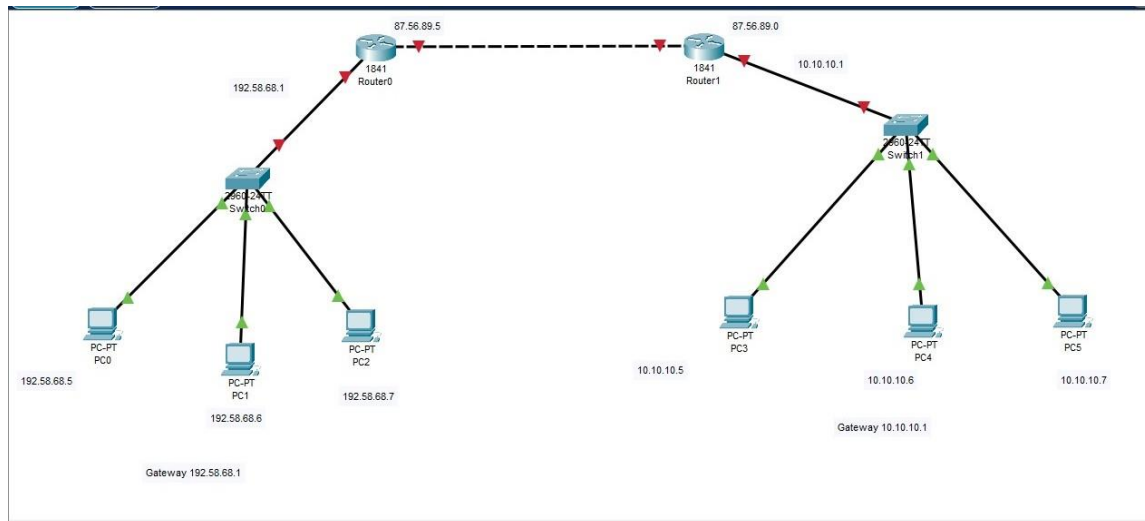 87.56.89.5
87.56.89.0
1841
Router0
1841
Router1
10.10.10.1
192.58.68.1
2960-24TT
Switch1
2960-24TT
Switch0
PC-PT
PC0
PC-PT
PC1
PC-PT
PC2
PC-PT
PC3
PC-PT
PC4
PC-PT
PC5
192.58.68.5
192.58.68.6
192.58.68.7
10.10.10.5
10.10.10.6
10.10.10.7
Gateway 10.10.10.1
Gateway 192.58.68.1